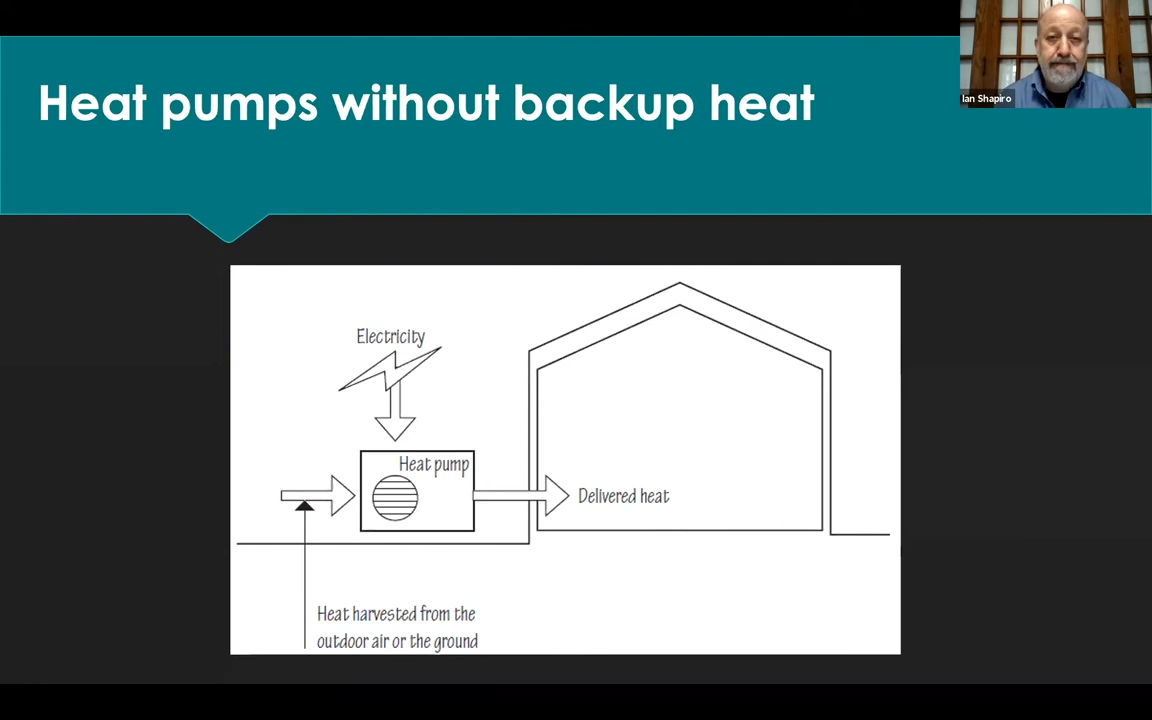 Heat pumps without backup heat
Ian Shapiro
Electricity
Heat pump
Delivered heat
Heat harvested from the
outdoor air or the ground